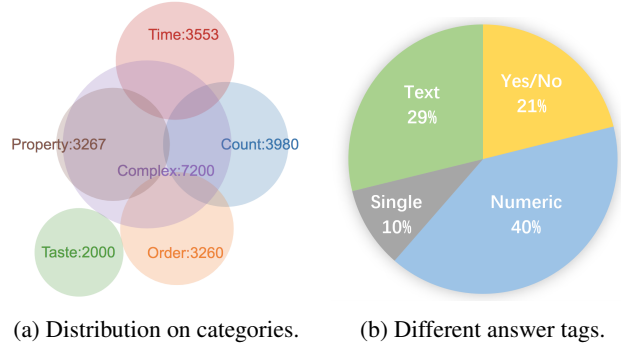 Time:3553
Property:3267
Count:3980
Complex:7200
Taste:2000
Order:3260
(a) Distribution on categories.
Text
29%
Yes/No
21%
Single
10%
Numeric
40%
(b) Different answer tags.